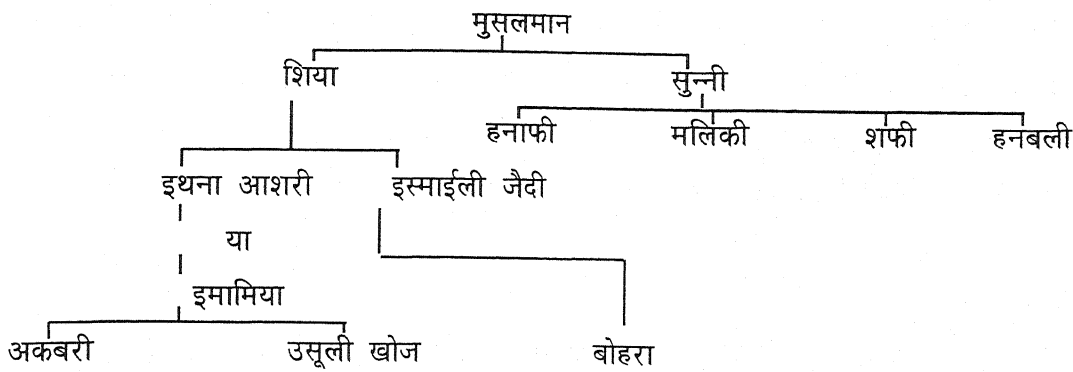 मुसलमान
शिया
सुन्नी
हनाफी मलिकी शफी हनबली
इथना आशरी इस्माईली जैदी
या
इमामिया
अकबरी उसूली खोज बोहरा